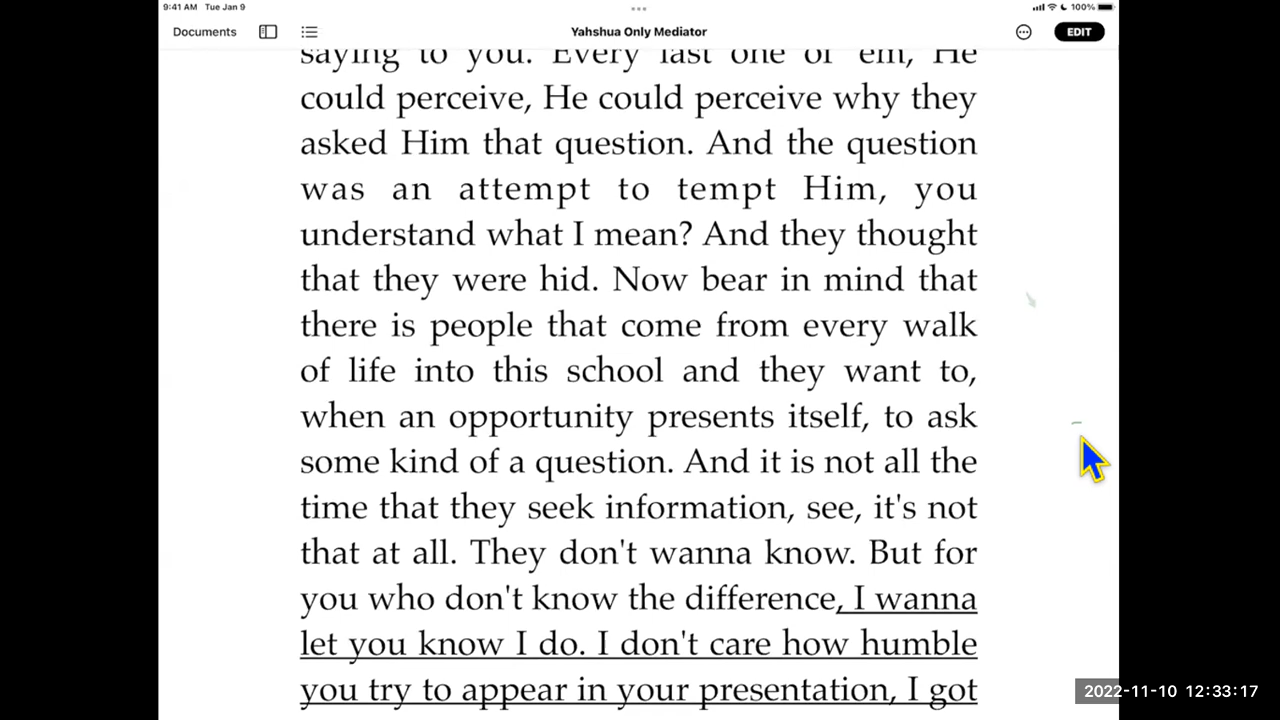 9:41 AM Tue Jan 9
100%
Documents
Yahshua Only Mediator
EDIT
saying to you. Every last one of 'em, He
could perceive, He could perceive why they
asked Him that question. And the question
was an attempt to tempt Him, you
understand what I mean? And they thought
that they were hid. Now bear in mind that
there is people that come from every walk
of life into this school and they want to,
when an opportunity presents itself, to ask
some kind of a question. And it is not all the
time that they seek information, see, it's not
that at all. They don't wanna know. But for
you who don't know the difference, I wanna
let you know I do. I don't care how humble
you try to appear in your presentation, I got
2022-11-10 12:33:17